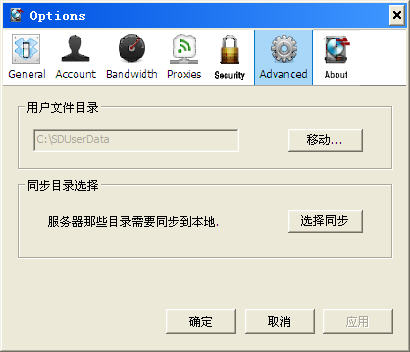 Options
General Account Bandwidth Proxies Security Advanced About
用户文件目录
C:\SDUserData 移动...
同步目录选择
服务器那些目录需要同步到本地. 选择同步
确定 取消 应用